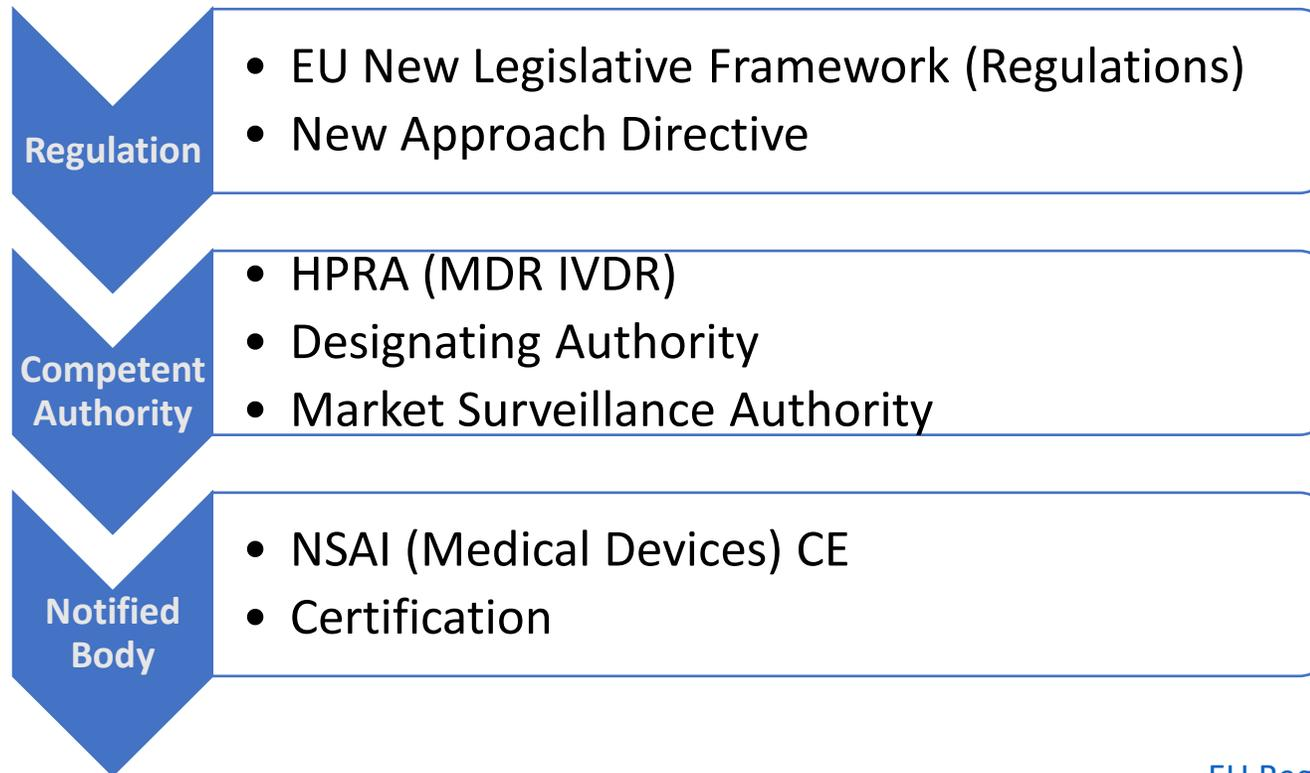 Regulation
• EU New Legislative Framework (Regulations)
• New Approach Directive
Competent
Authority
• HPRA (MDR IVDR)
• Designating Authority
• Market Surveillance Authority
Notified
Body
• NSAI (Medical Devices) CE
• Certification